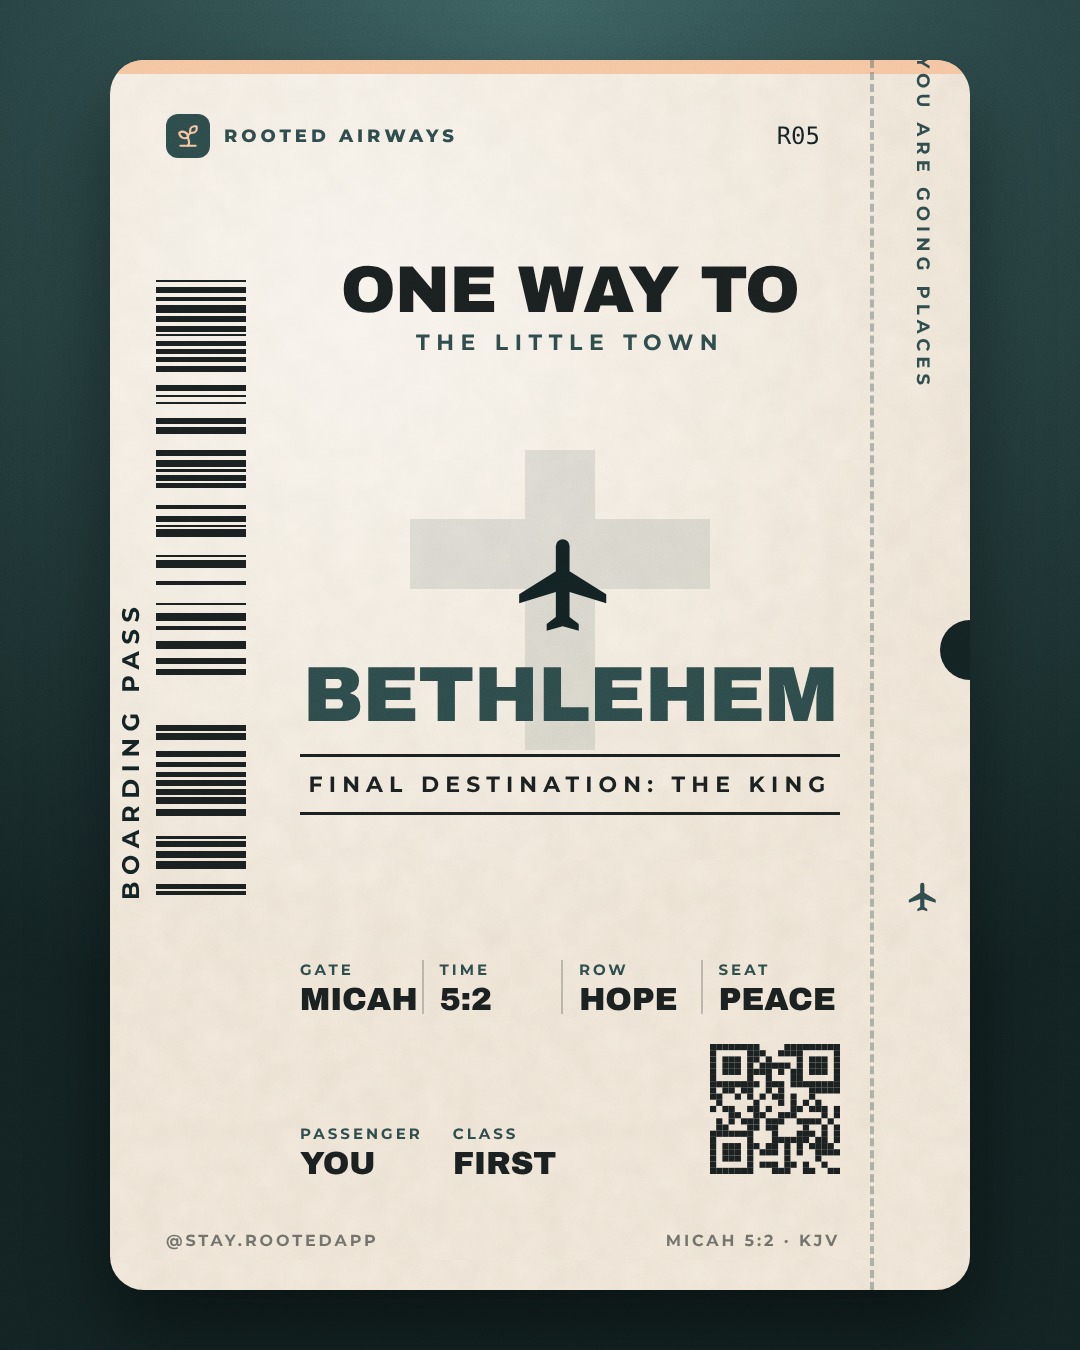 ROOTED AIRWAYS
R05
YOU ARE GOING PLACES
ONE WAY TO
THE LITTLE TOWN
BOARDING PASS
BETHLEHEM
FINAL DESTINATION: THE KING
GATE
MICAH
TIME
5:2
ROW
HOPE
SEAT
PEACE
PASSENGER
YOU
CLASS
FIRST
@STAY.ROOTEDAPP
MICAH 5:2 · KJV